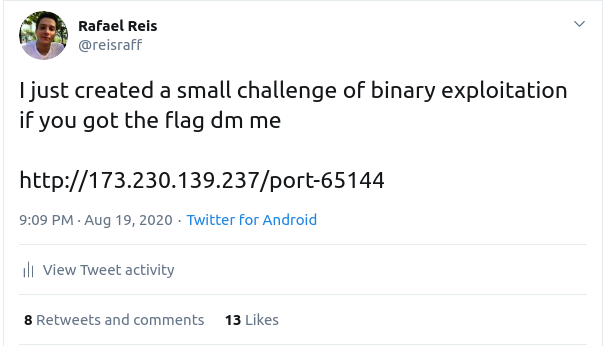 Rafael Reis
@reisraff
I just created a small challenge of binary exploitation
if you got the flag dm me
http://173.230.139.237/port-65144
9:09 PM · Aug 19, 2020 · Twitter for Android
View Tweet activity
8 Retweets and comments 13 Likes